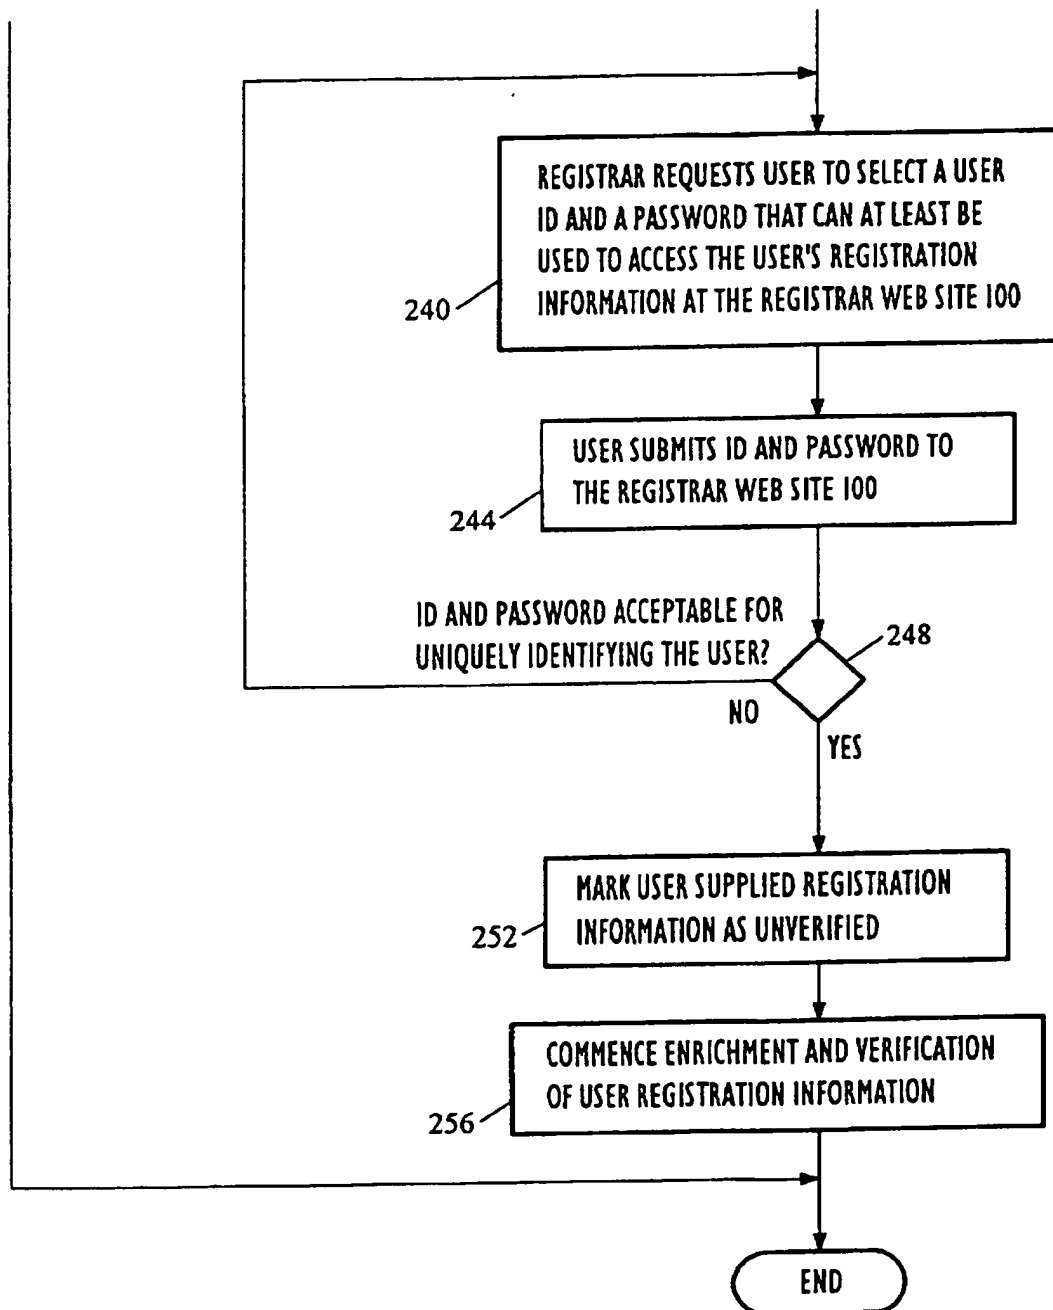 REGISTRAR REQUESTS USER TO SELECT A USER
ID AND A PASSWORD THAT CAN AT LEAST BE
USED TO ACCESS THE USER'S REGISTRATION
INFORMATION AT THE REGISTRAR WEB SITE 100
240
USER SUBMITS ID AND PASSWORD TO
THE REGISTRAR WEB SITE 100
244
ID AND PASSWORD ACCEPTABLE FOR
UNIQUELY IDENTIFYING THE USER?
248
NO
YES
MARK USER SUPPLIED REGISTRATION
INFORMATION AS UNVERIFIED
252
COMMENCE ENRICHMENT AND VERIFICATION
OF USER REGISTRATION INFORMATION
256
END